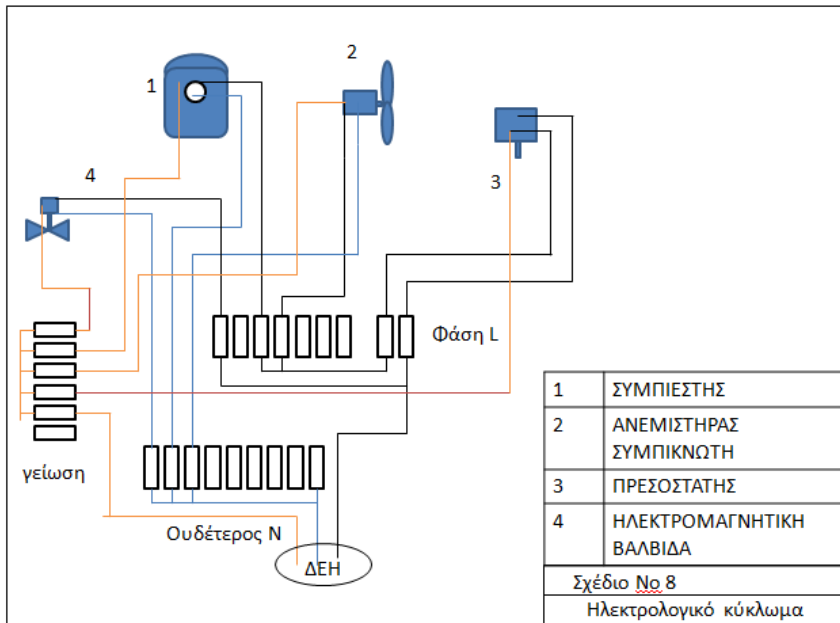 2
1
3
4
Φάση L
γείωση
Ουδέτερος N
ΔΕΗ
1 ΣΥΜΠΙΕΣΤΗΣ
2 ΑΝΕΜΙΣΤΗΡΑΣ
ΣΥΜΠΙΚΝΩΤΗ
3 ΠΡΕΣΟΣΤΑΤΗΣ
4 ΗΛΕΚΤΡΟΜΑΓΝΗΤΙΚΗ
ΒΑΛΒΙΔΑ
Σχέδιο Νο 8
Ηλεκτρολογικό κύκλωμα